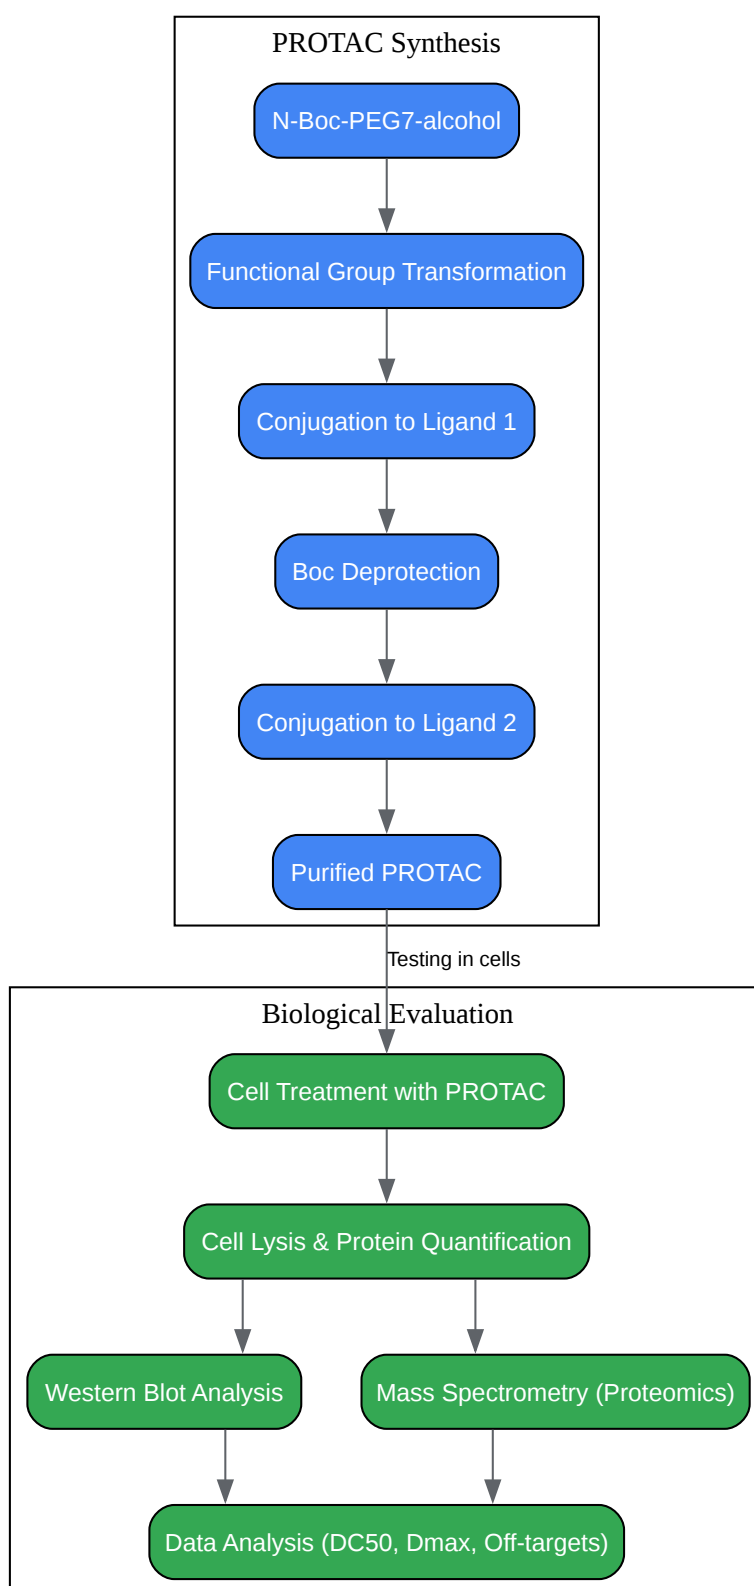 PROTAC Synthesis
N-Boc-PEG7-alcohol
Functional Group Transformation
Conjugation to Ligand 1
Boc Deprotection
Conjugation to Ligand 2
Purified PROTAC
Testing in cells
Biological Evaluation
Cell Treatment with PROTAC
Cell Lysis & Protein Quantification
Western Blot Analysis
Mass Spectrometry (Proteomics)
Data Analysis (DC50, Dmax, Off-targets)